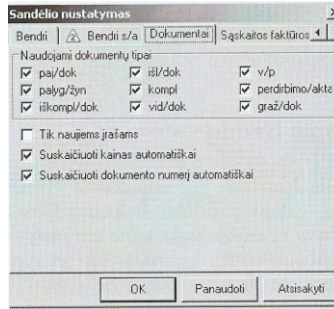 Sandėlio nustatymas
Bendri Bendri s/a Dokumentai Sąskaitos faktūros
Naudojami dokumentų tipai
paj/dok išl/dok v/p
palyg/žyn kompl perdirbimo/akta
iškompl/dok vid/dok graž/dok
Tik naujiems įrašams
Suskaičiuoti kainas automatiškai
Suskaičiuoti dokumento numerį automatiškai
OK Panaudoti Atsisakyti